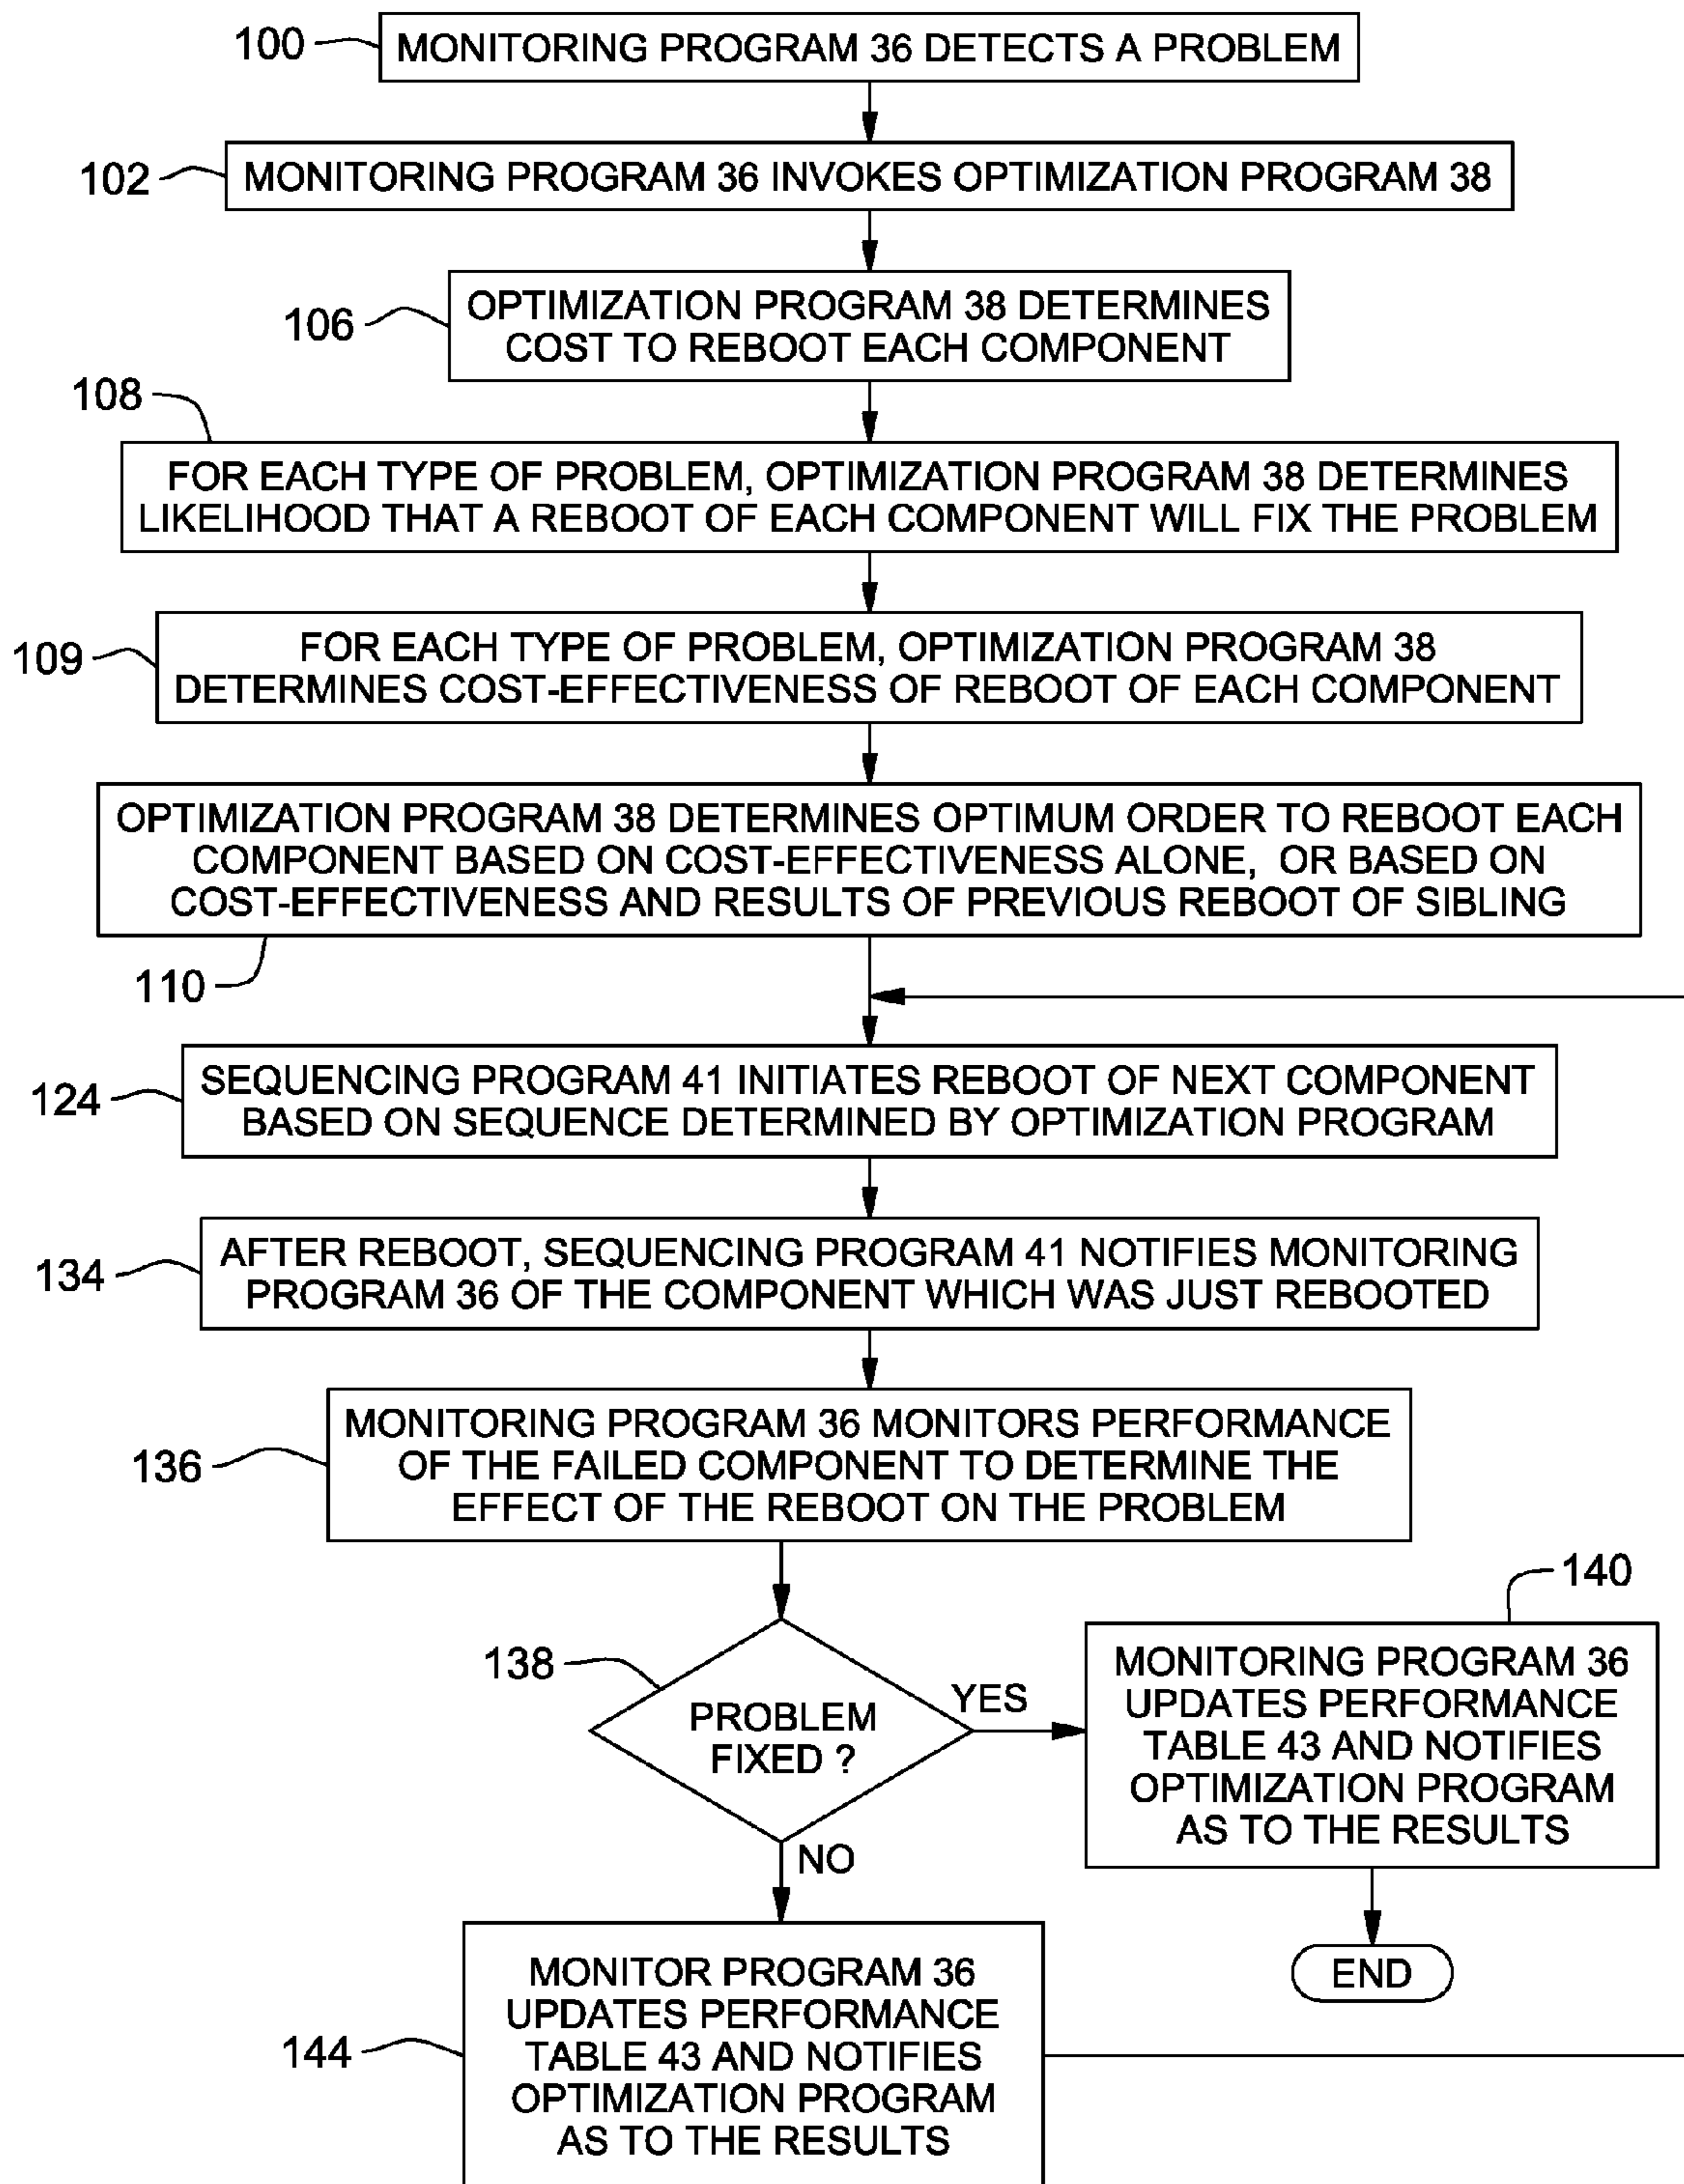 100
MONITORING PROGRAM 36 DETECTS A PROBLEM
102
MONITORING PROGRAM 36 INVOKES OPTIMIZATION PROGRAM 38
106
OPTIMIZATION PROGRAM 38 DETERMINES
COST TO REBOOT EACH COMPONENT
108
FOR EACH TYPE OF PROBLEM, OPTIMIZATION PROGRAM 38 DETERMINES
LIKELIHOOD THAT A REBOOT OF EACH COMPONENT WILL FIX THE PROBLEM
109
FOR EACH TYPE OF PROBLEM, OPTIMIZATION PROGRAM 38
DETERMINES COST-EFFECTIVENESS OF REBOOT OF EACH COMPONENT
OPTIMIZATION PROGRAM 38 DETERMINES OPTIMUM ORDER TO REBOOT EACH
COMPONENT BASED ON COST-EFFECTIVENESS ALONE, OR BASED ON
COST-EFFECTIVENESS AND RESULTS OF PREVIOUS REBOOT OF SIBLING
110
124
SEQUENCING PROGRAM 41 INITIATES REBOOT OF NEXT COMPONENT
BASED ON SEQUENCE DETERMINED BY OPTIMIZATION PROGRAM
134
AFTER REBOOT, SEQUENCING PROGRAM 41 NOTIFIES MONITORING
PROGRAM 36 OF THE COMPONENT WHICH WAS JUST REBOOTED
136
MONITORING PROGRAM 36 MONITORS PERFORMANCE
OF THE FAILED COMPONENT TO DETERMINE THE
EFFECT OF THE REBOOT ON THE PROBLEM
138
PROBLEM
FIXED ?
YES
140
MONITORING PROGRAM 36
UPDATES PERFORMANCE
TABLE 43 AND NOTIFIES
OPTIMIZATION PROGRAM
AS TO THE RESULTS
END
NO
144
MONITOR PROGRAM 36
UPDATES PERFORMANCE
TABLE 43 AND NOTIFIES
OPTIMIZATION PROGRAM
AS TO THE RESULTS